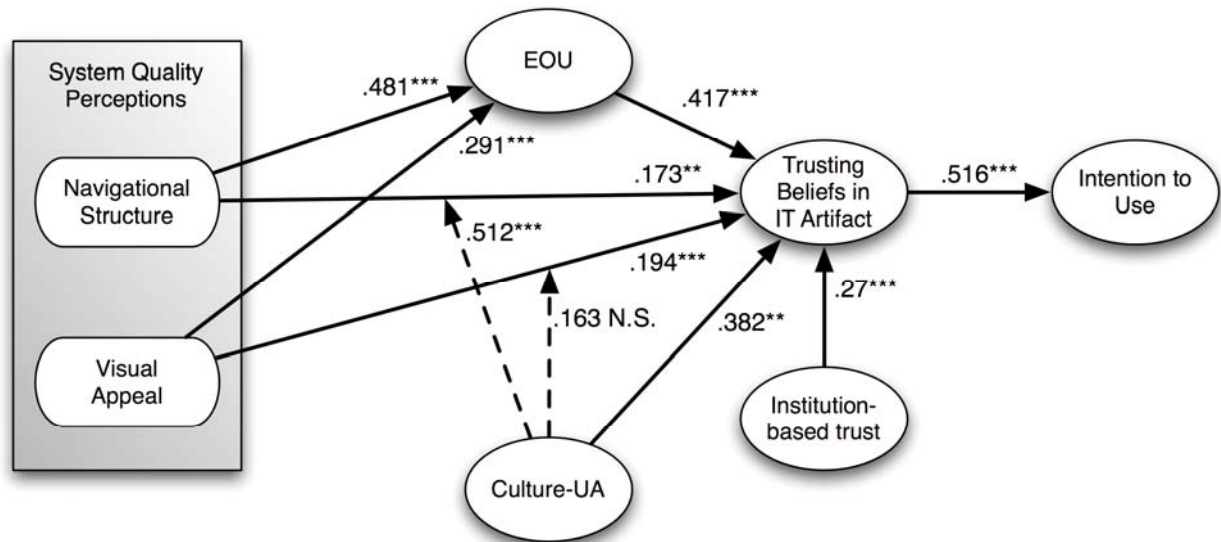 System Quality
Perceptions
EOU
.481***
.417***
.291***
Navigational
Structure
.173**
Trusting
Beliefs in
IT Artifact
.516***
Intention to
Use
.512***
.194***
.163 N.S.
.382**
.27***
Visual
Appeal
Institution-
based trust
Culture-UA